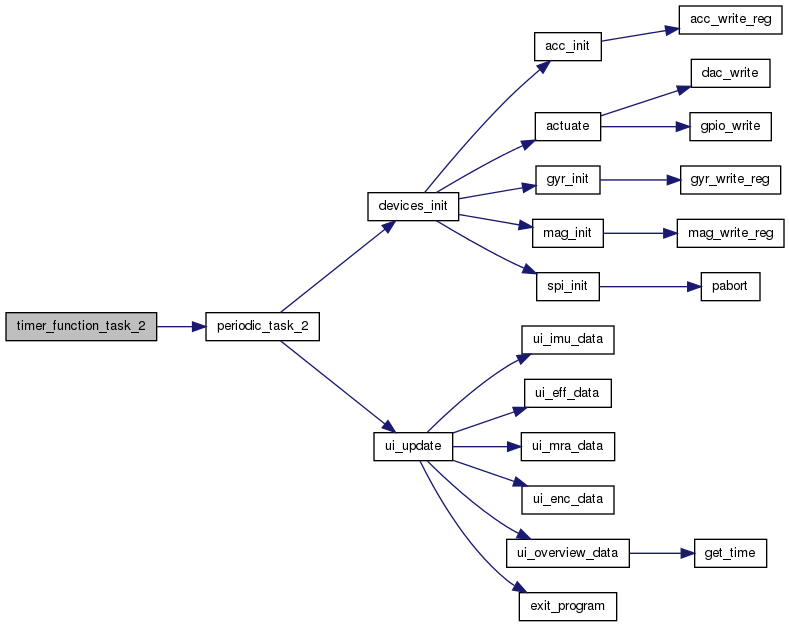 timer_function_task_2
periodic_task_2
devices_init
acc_init
acc_write_reg
actuate
dac_write
gpio_write
gyr_init
gyr_write_reg
mag_init
mag_write_reg
spi_init
pabort
ui_update
ui_imu_data
ui_eff_data
ui_mra_data
ui_enc_data
ui_overview_data
get_time
exit_program